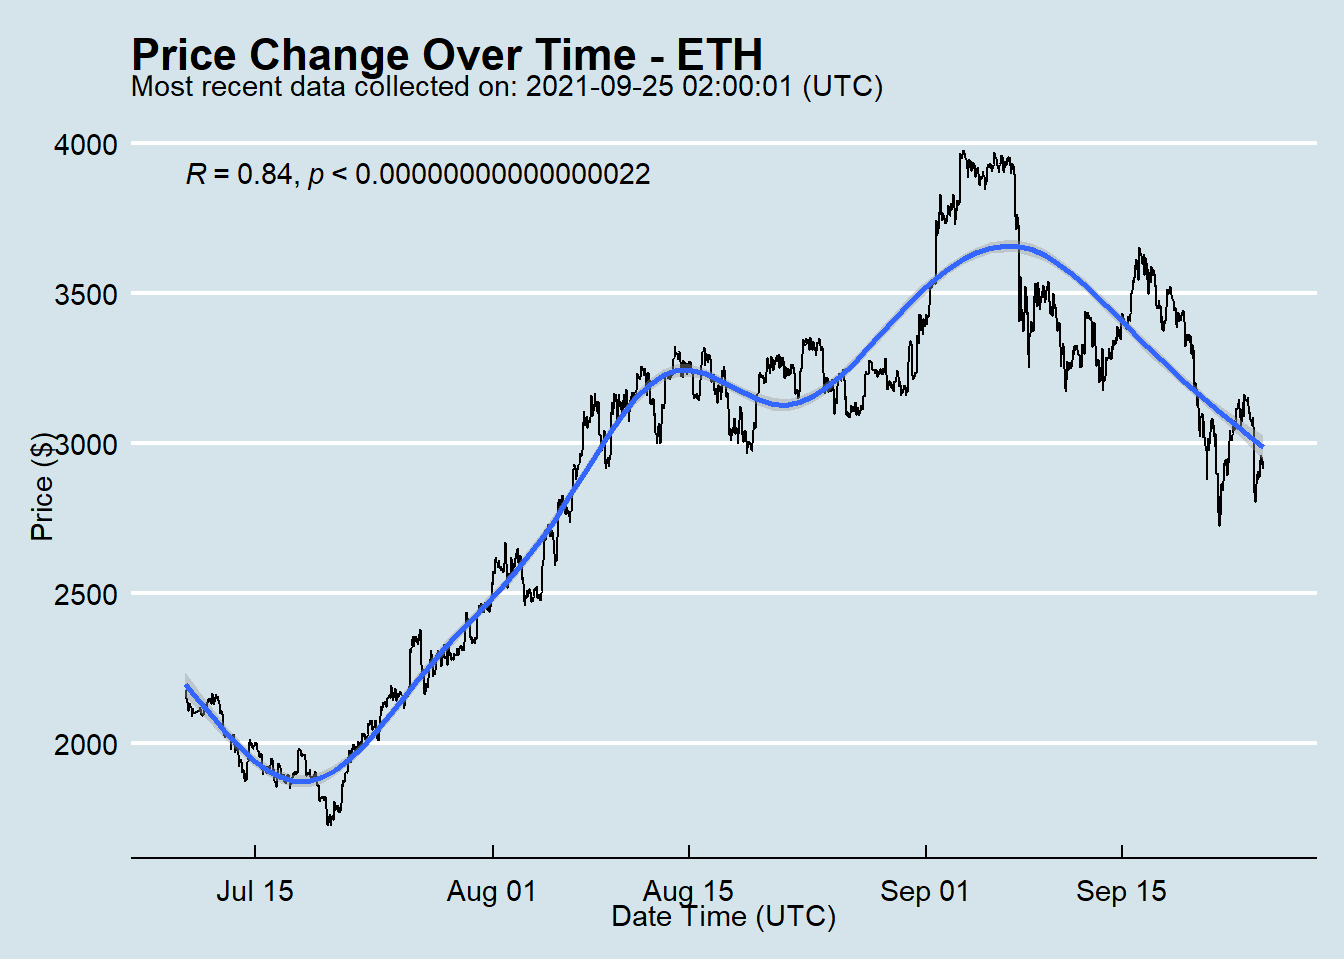 Price Change Over Time - ETH
Most recent data collected on: 2021-09-25 02:00:01 (UTC)
R = 0.84, p < 0.00000000000000022
4000
3500
3000
2500
2000
Price ($)
Jul 15 Aug 01 Aug 15 Sep 01 Sep 15
Date Time (UTC)